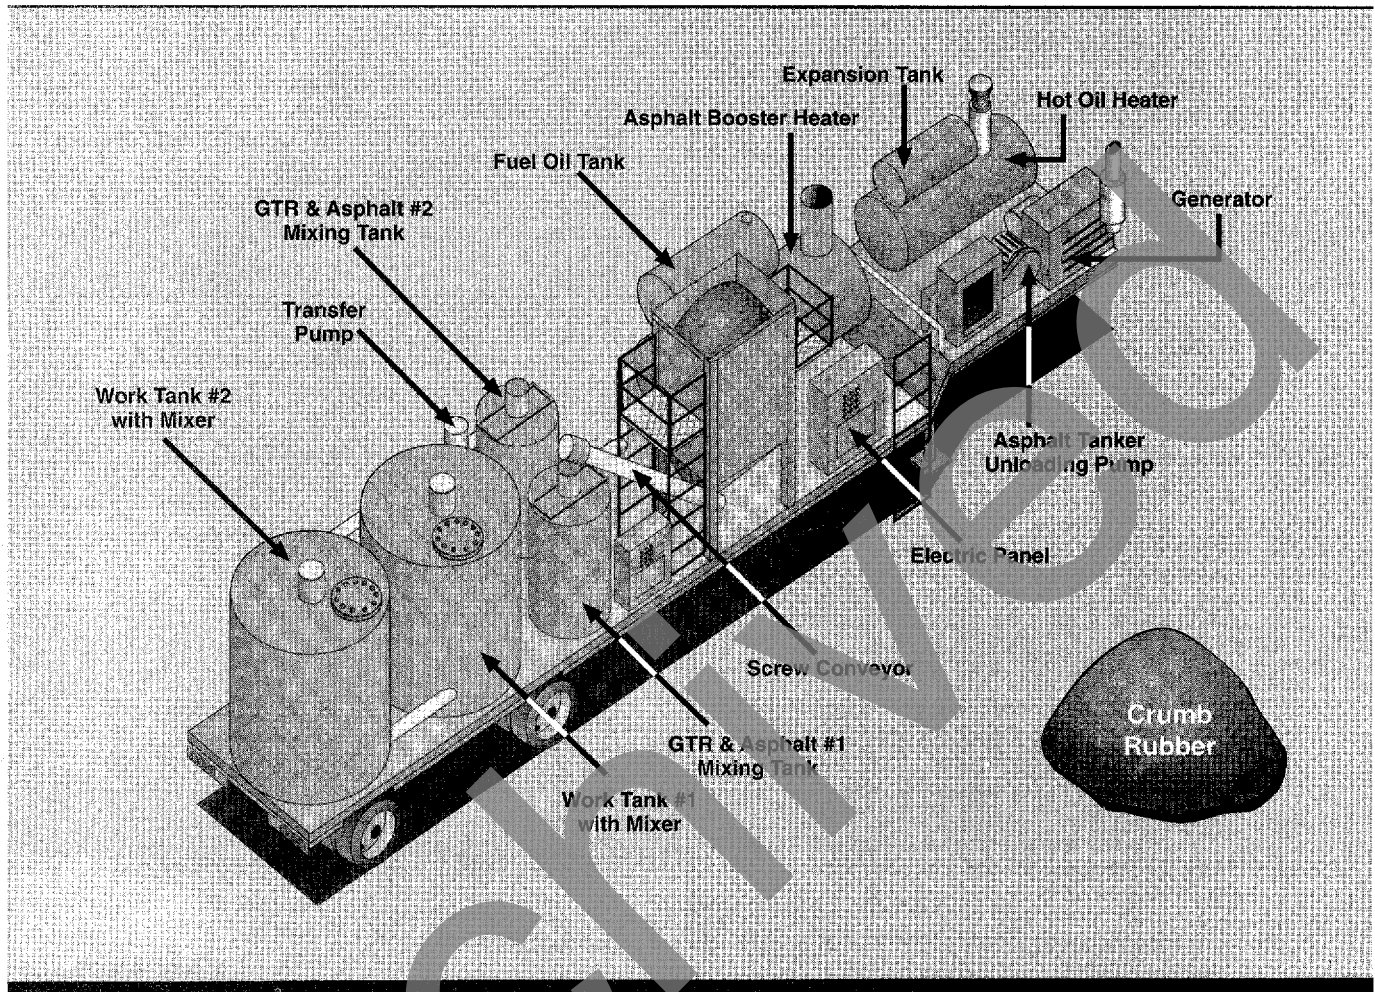 Expansion Tank
Hot Oil Heater
Asphalt Booster Heater
Fuel Oil Tank
Generator
GTR & Asphalt #2
Mixing Tank
Transfer
Pump
Work Tank #2
with Mixer
Asphalt Tanker
Unloading Pump
Electric Panel
Screw Conveyor
Crumb
Rubber
GTR & Asphalt #1
Mixing Tank
Work Tank #1
with Mixer
chived